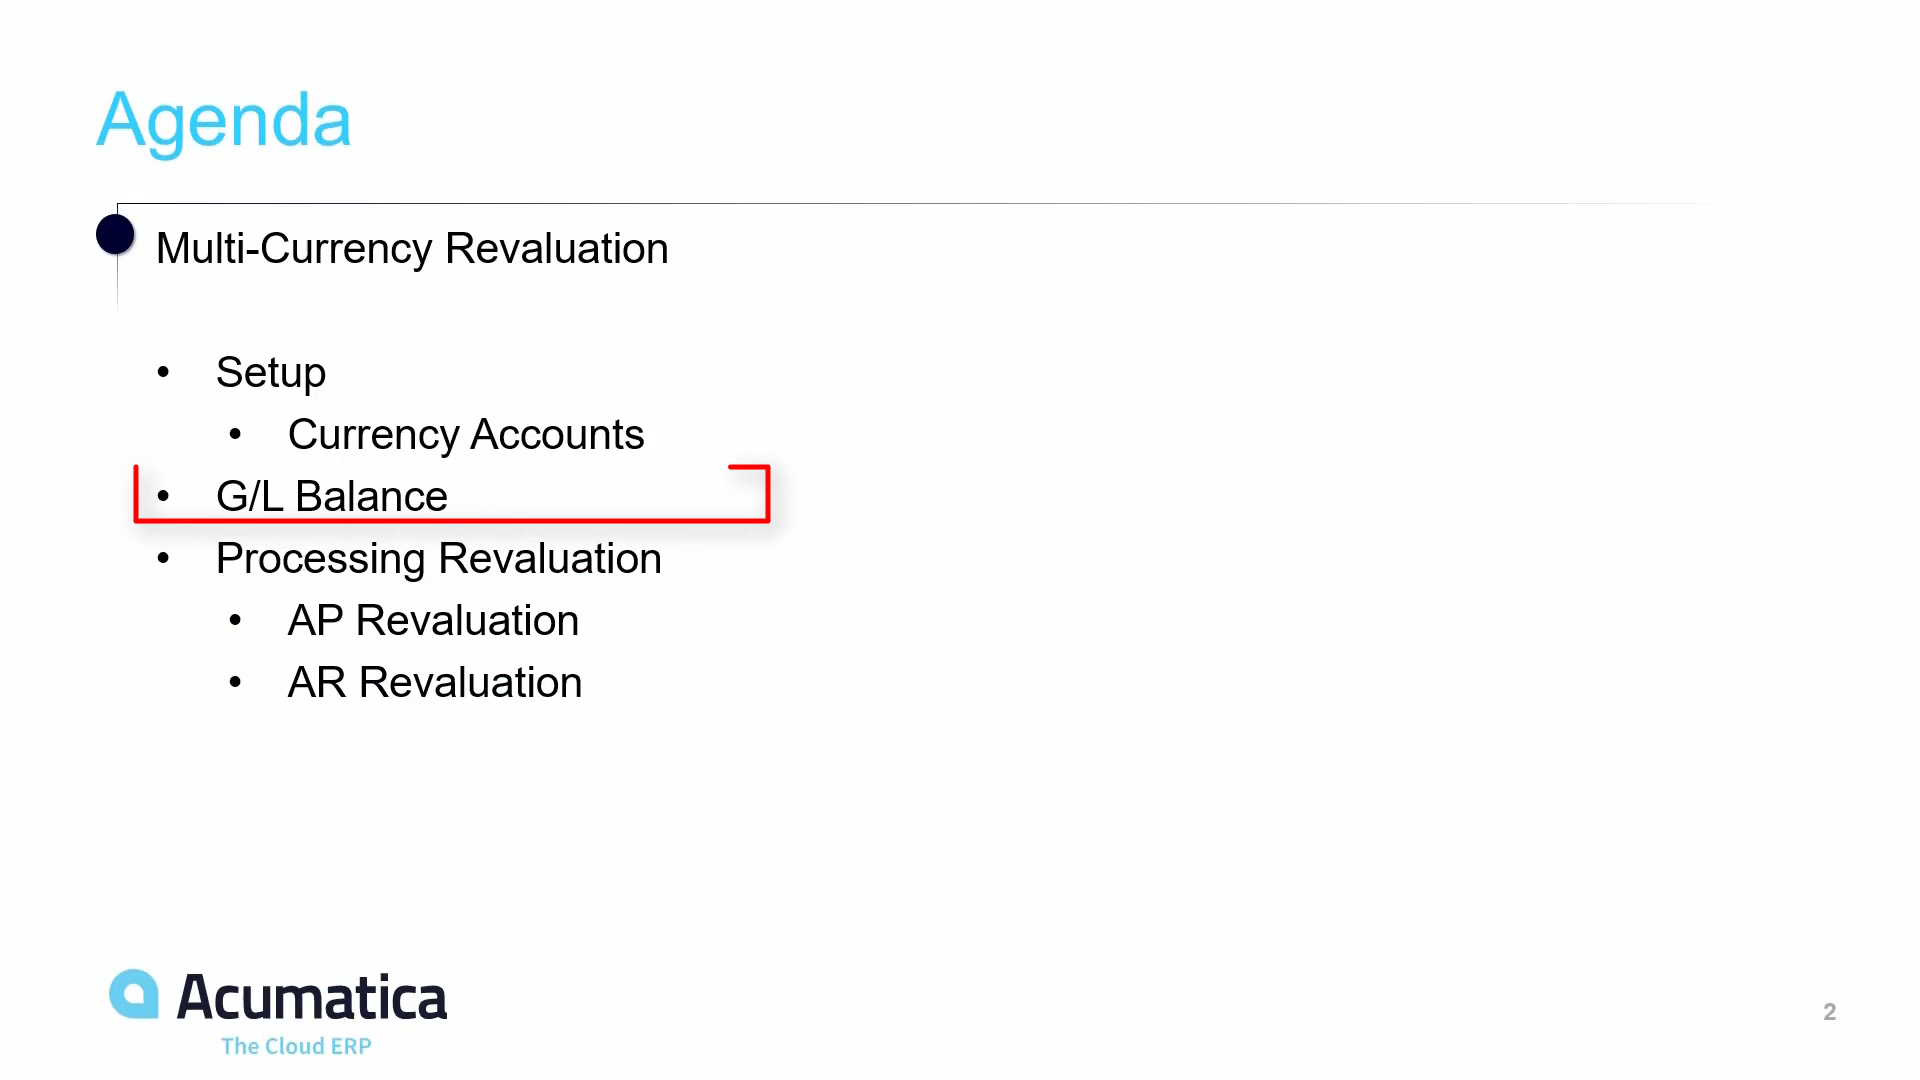 Agenda
Multi-Currency Revaluation
• Setup
• Currency Accounts
• G/L Balance
• Processing Revaluation
• AP Revaluation
• AR Revaluation
Acumatica
The Cloud ERP
2